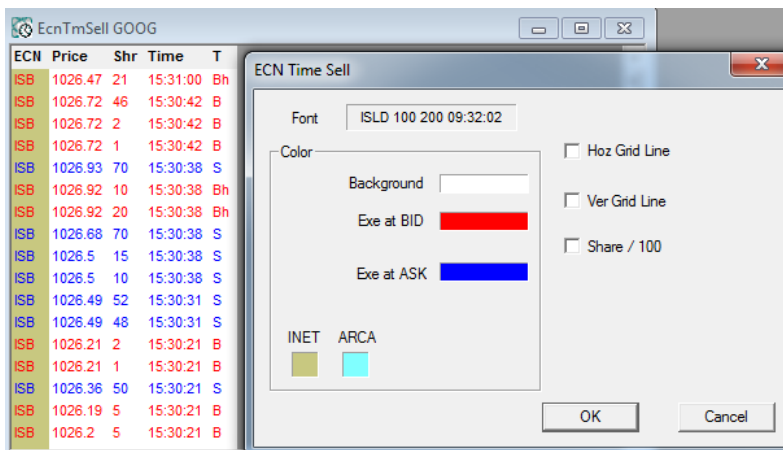 EcnTmSell GOOG
ECN Price Shr Time T
ISB 1026.47 21 15:31:00 Bh
ISB 1026.72 46 15:30:42 B
ISB 1026.72 2 15:30:42 B
ISB 1026.72 1 15:30:42 B
ISB 1026.93 70 15:30:38 S
ISB 1026.92 10 15:30:38 Bh
ISB 1026.92 20 15:30:38 Bh
ISB 1026.68 70 15:30:38 S
ISB 1026.5 15 15:30:38 S
ISB 1026.5 10 15:30:38 S
ISB 1026.49 52 15:30:31 S
ISB 1026.49 48 15:30:31 S
ISB 1026.21 2 15:30:21 B
ISB 1026.21 1 15:30:21 B
ISB 1026.36 50 15:30:21 S
ISB 1026.19 5 15:30:21 B
ISB 1026.2 5 15:30:21 B
ECN Time Sell
Font ISLD 100 200 09:32:02
Color
Background
Exe at BID
Exe at ASK
INET ARCA
Hoz Grid Line
Ver Grid Line
Share / 100
OK Cancel